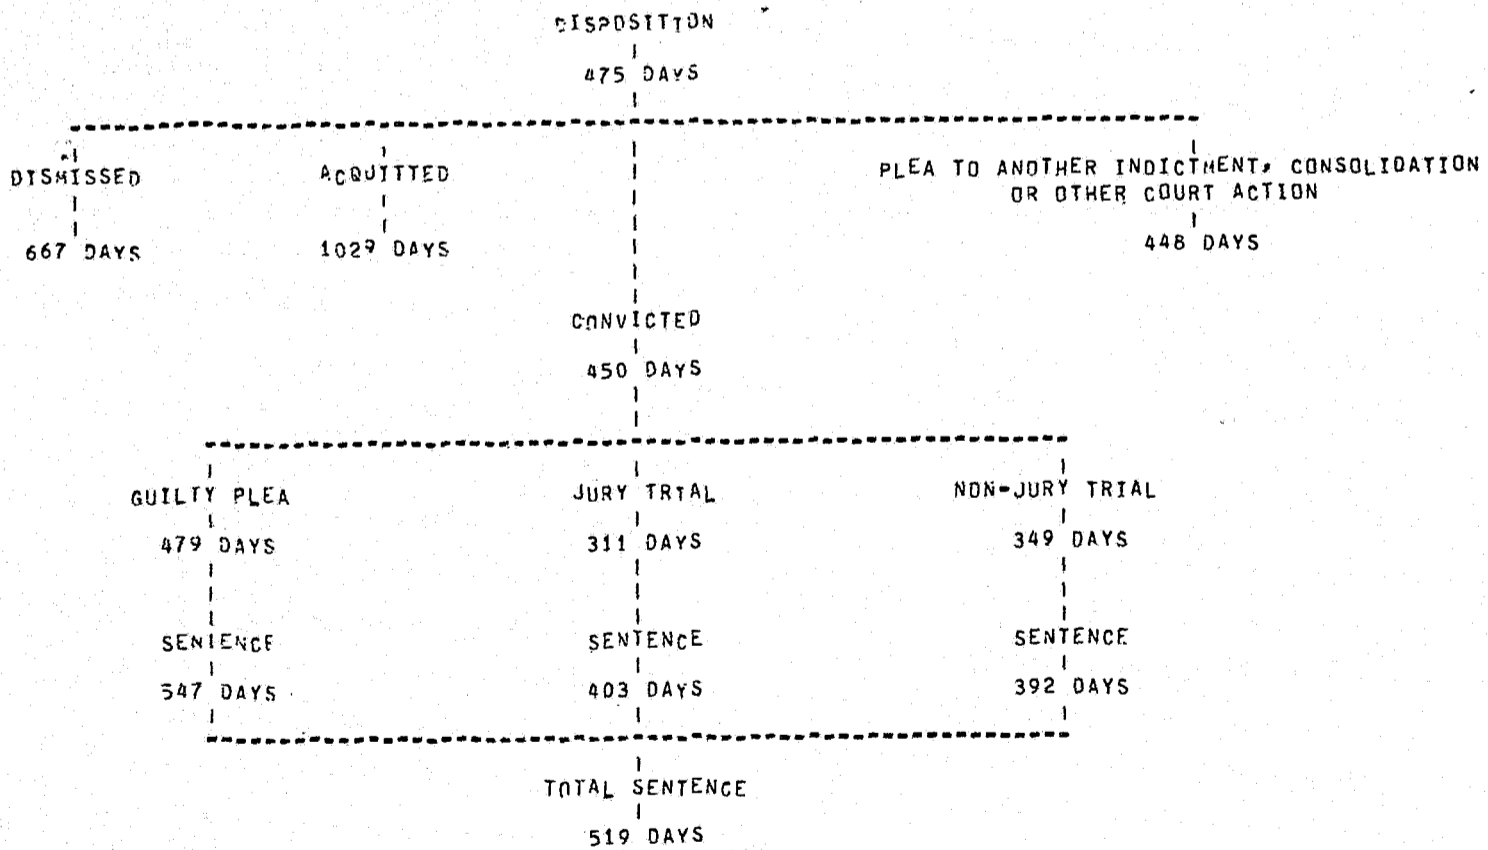 DISPOSITION
475 DAYS
DISMISSED
ACQUITTED
PLEA TO ANOTHER INDICTMENT, CONSOLIDATION
OR OTHER COURT ACTION
667 DAYS
1029 DAYS
448 DAYS
CONVICTED
450 DAYS
GUILTY PLEA
JURY TRIAL
NON-JURY TRIAL
479 DAYS
311 DAYS
349 DAYS
SENTENCE
SENTENCE
SENTENCE
547 DAYS
403 DAYS
392 DAYS
TOTAL SENTENCE
519 DAYS